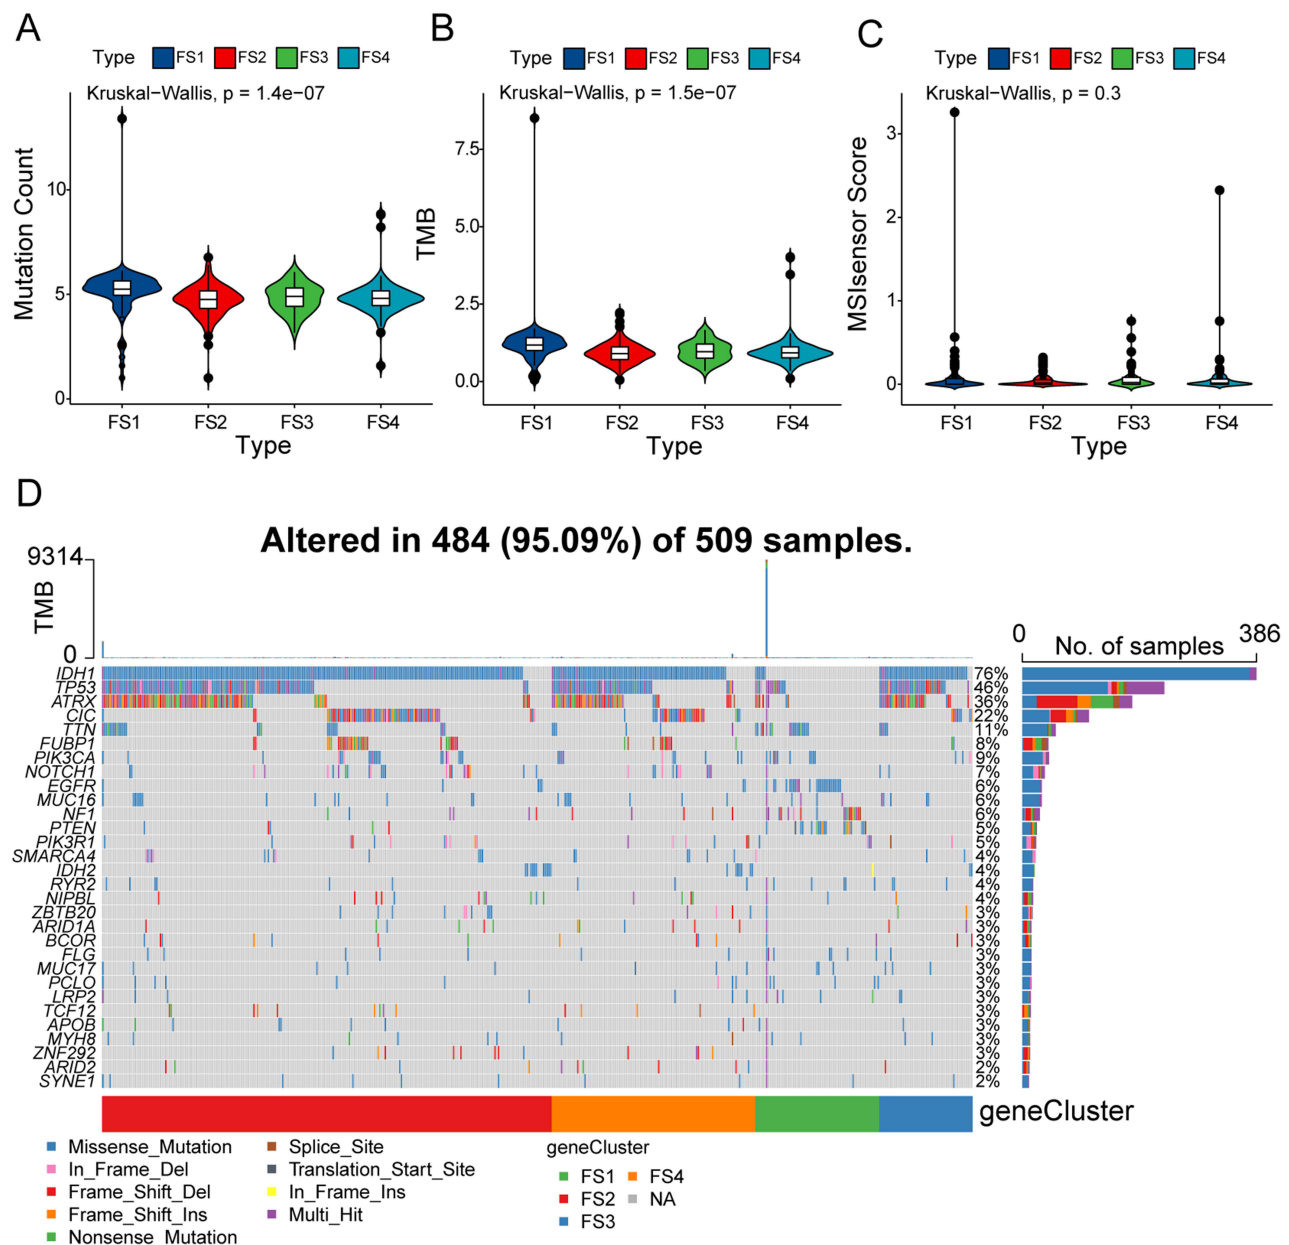 A
Type FS1 FS2 FS3 FS4
Kruskal−Wallis, p = 1.4e−07
Mutation Count
10
5
0
FS1 FS2 FS3 FS4
Type
B
Type FS1 FS2 FS3 FS4
Kruskal−Wallis, p = 1.5e−07
TMB
7.5
5.0
2.5
0.0
FS1 FS2 FS3 FS4
Type
C
Type FS1 FS2 FS3 FS4
Kruskal−Wallis, p = 0.3
MSIsensor Score
3
2
1
0
FS1 FS2 FS3 FS4
Type
D
Altered in 484 (95.09%) of 509 samples.
9314
TMB
0
0 386
No. of samples
IDH1 76%
TP53 46%
ATRX 36%
CIC 22%
TTN 11%
FUBP1 8%
PIK3CA 9%
NOTCH1 7%
EGFR 6%
MUC16 6%
NF1 6%
PTEN 5%
PIK3R1 5%
SMARCA4 4%
IDH2 4%
RYR2 4%
NIPBL 4%
ZBTB20 3%
ARID1A 3%
BCOR 3%
FLG 3%
MUC17 3%
PCLO 3%
LRP2 3%
TCF12 3%
APOB 3%
MYH8 3%
ZNF292 3%
ARID2 2%
SYNE1 2%
geneCluster
Missense_Mutation
In_Frame_Del
Frame_Shift_Del
Frame_Shift_Ins
Nonsense_Mutation
Splice_Site
Translation_Start_Site
In_Frame_Ins
Multi_Hit
geneCluster
FS1 FS4
FS2 NA
FS3